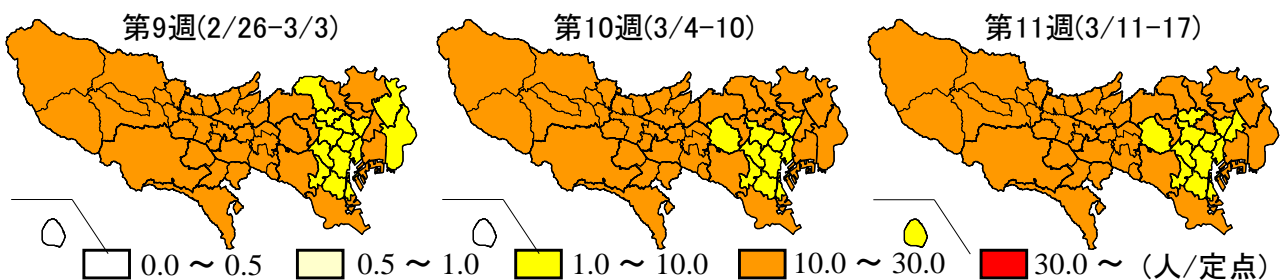 第9週(2/26-3/3) 第10週(3/4-10) 第11週(3/11-17)
0.0 ～ 0.5 0.5 ～ 1.0 1.0 ～ 10.0 10.0 ～ 30.0 30.0 ～ (人/定点)